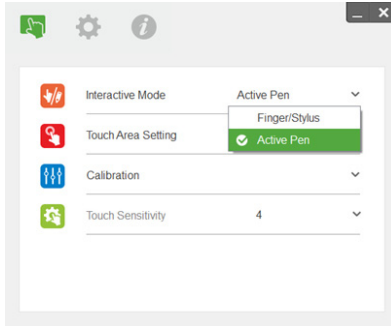 Interactive Mode
Active Pen
Finger/Stylus
Touch Area Setting
Active Pen
Calibration
Touch Sensitivity
4